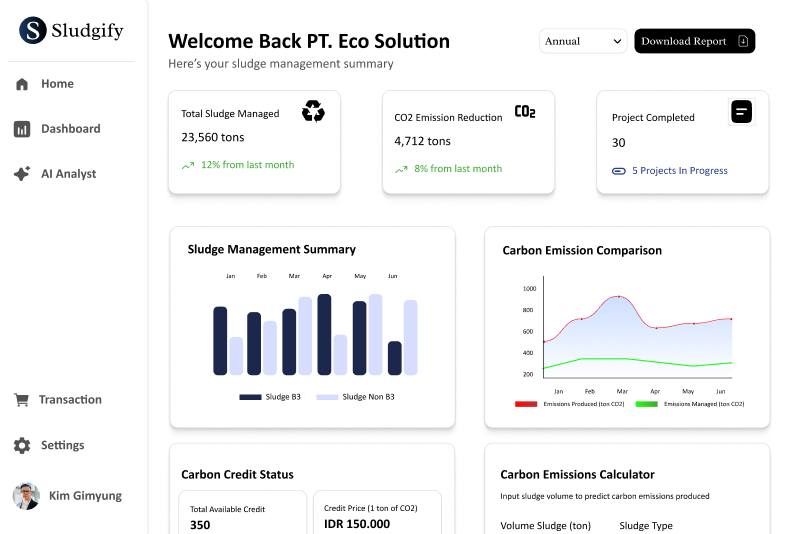 S Sludgify
Home
Dashboard
AI Analyst
Transaction
Settings
Kim Gimyung
Welcome Back PT. Eco Solution
Here's your sludge management summary
Annual
Download Report
Total Sludge Managed
23,560 tons
12% from last month
CO2 Emission Reduction
CO2
4,712 tons
8% from last month
Project Completed
30
5 Projects In Progress
Sludge Management Summary
Jan Feb Mar Apr May Jun
Sludge B3 Sludge Non B3
Carbon Emission Comparison
1000
800
600
400
200
Jan Feb Mar Apr May Jun
Emissions Produced (ton CO2) Emissions Managed (ton CO2)
Carbon Credit Status
Total Available Credit
350
Credit Price (1 ton of CO2)
IDR 150.000
Carbon Emissions Calculator
Input sludge volume to predict carbon emissions produced
Volume Sludge (ton) Sludge Type